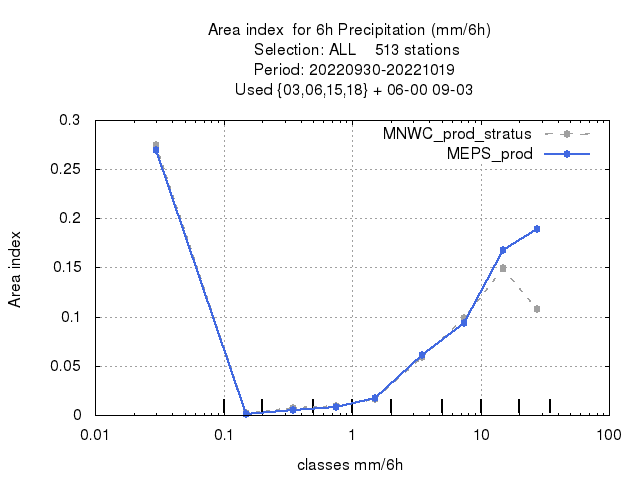 Area index  for 6h Precipitation (mm/6h)
Selection: ALL    513 stations
Period: 20220930-20221019
Used {03,06,15,18} + 06-00 09-03
MNWC_prod_stratus
MEPS_prod
0.3
0.25
0.2
0.15
0.1
0.05
0
Area index
0.01 0.1 1 10 100
classes mm/6h